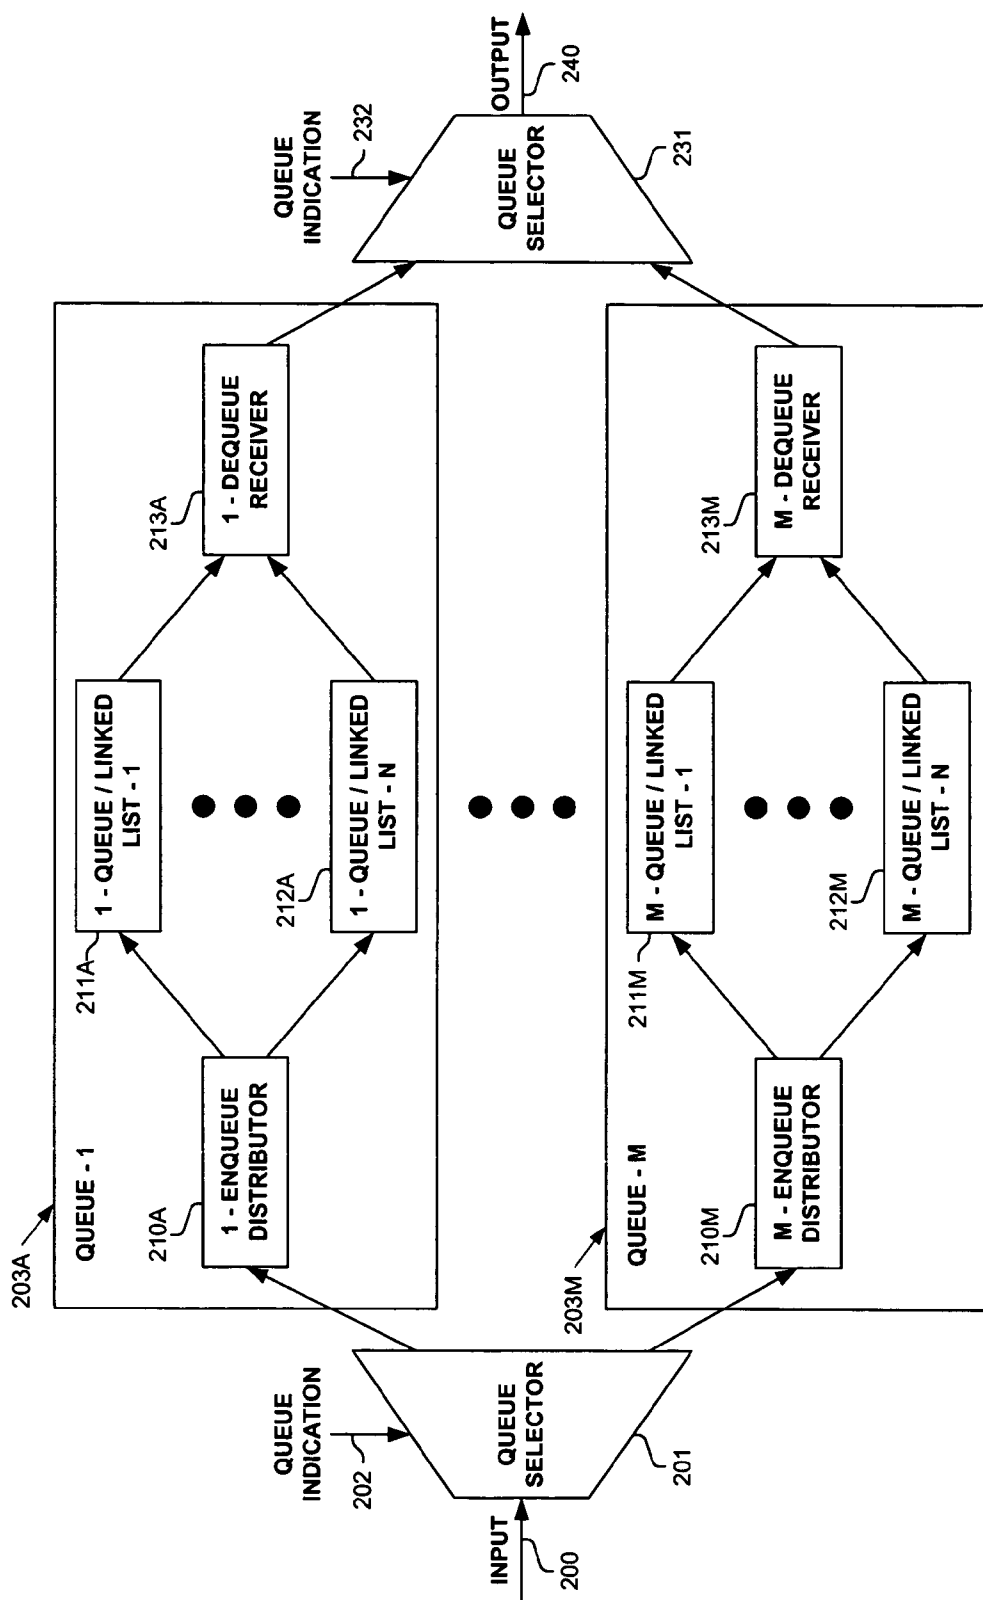 INPUT
200
QUEUE
INDICATION
202
QUEUE
SELECTOR
201
203A
QUEUE - 1
210A
1 - ENQUEUE
DISTRIBUTOR
211A
1 - QUEUE / LINKED
LIST - 1
212A
1 - QUEUE / LINKED
LIST - N
213A
1 - DEQUEUE
RECEIVER
203M
QUEUE - M
210M
M - ENQUEUE
DISTRIBUTOR
211M
M - QUEUE / LINKED
LIST - 1
212M
M - QUEUE / LINKED
LIST - N
213M
M - DEQUEUE
RECEIVER
QUEUE
INDICATION
232
QUEUE
SELECTOR
231
OUTPUT
240